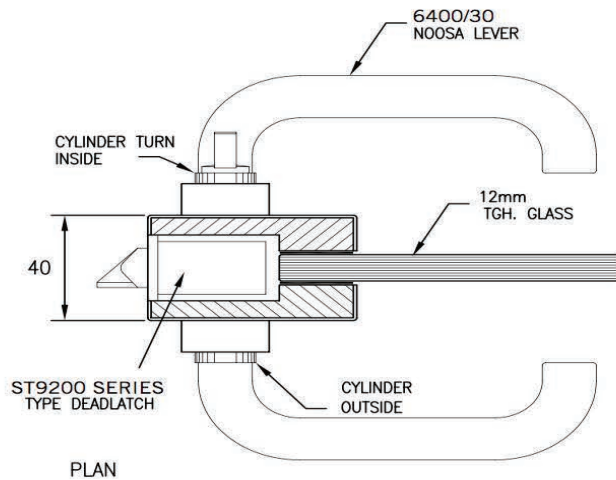 6400/30
NOOSA LEVER
CYLINDER TURN
INSIDE
12mm
TGH. GLASS
40
ST9200 SERIES
TYPE DEADLATCH
CYLINDER
OUTSIDE
PLAN